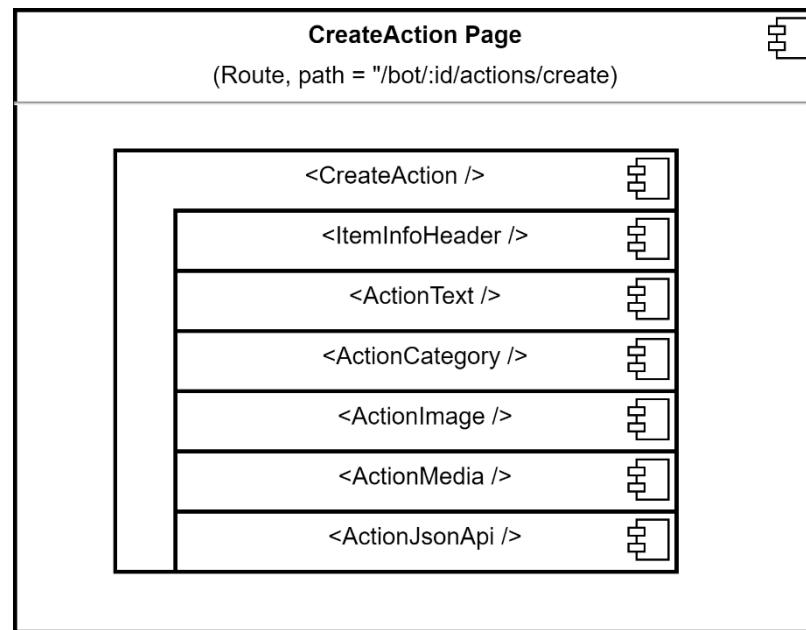 CreateAction Page
(Route, path = "/bot/:id/actions/create)
<CreateAction />
<ItemInfoHeader />
<ActionText />
<ActionCategory />
<ActionImage />
<ActionMedia />
<ActionJsonApi />